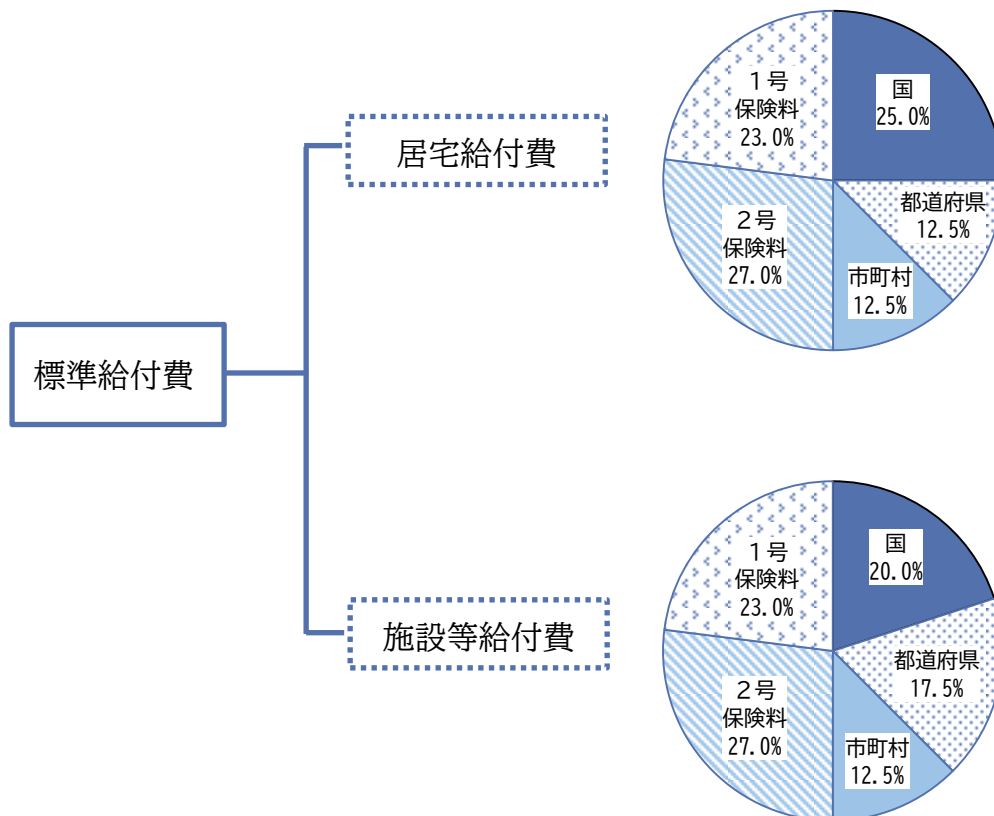 標準給付費
居宅給付費
国
25.0%
都道府県
12.5%
市町村
12.5%
２号
保険料
27.0%
１号
保険料
23.0%
施設等給付費
国
20.0%
都道府県
17.5%
市町村
12.5%
２号
保険料
27.0%
１号
保険料
23.0%